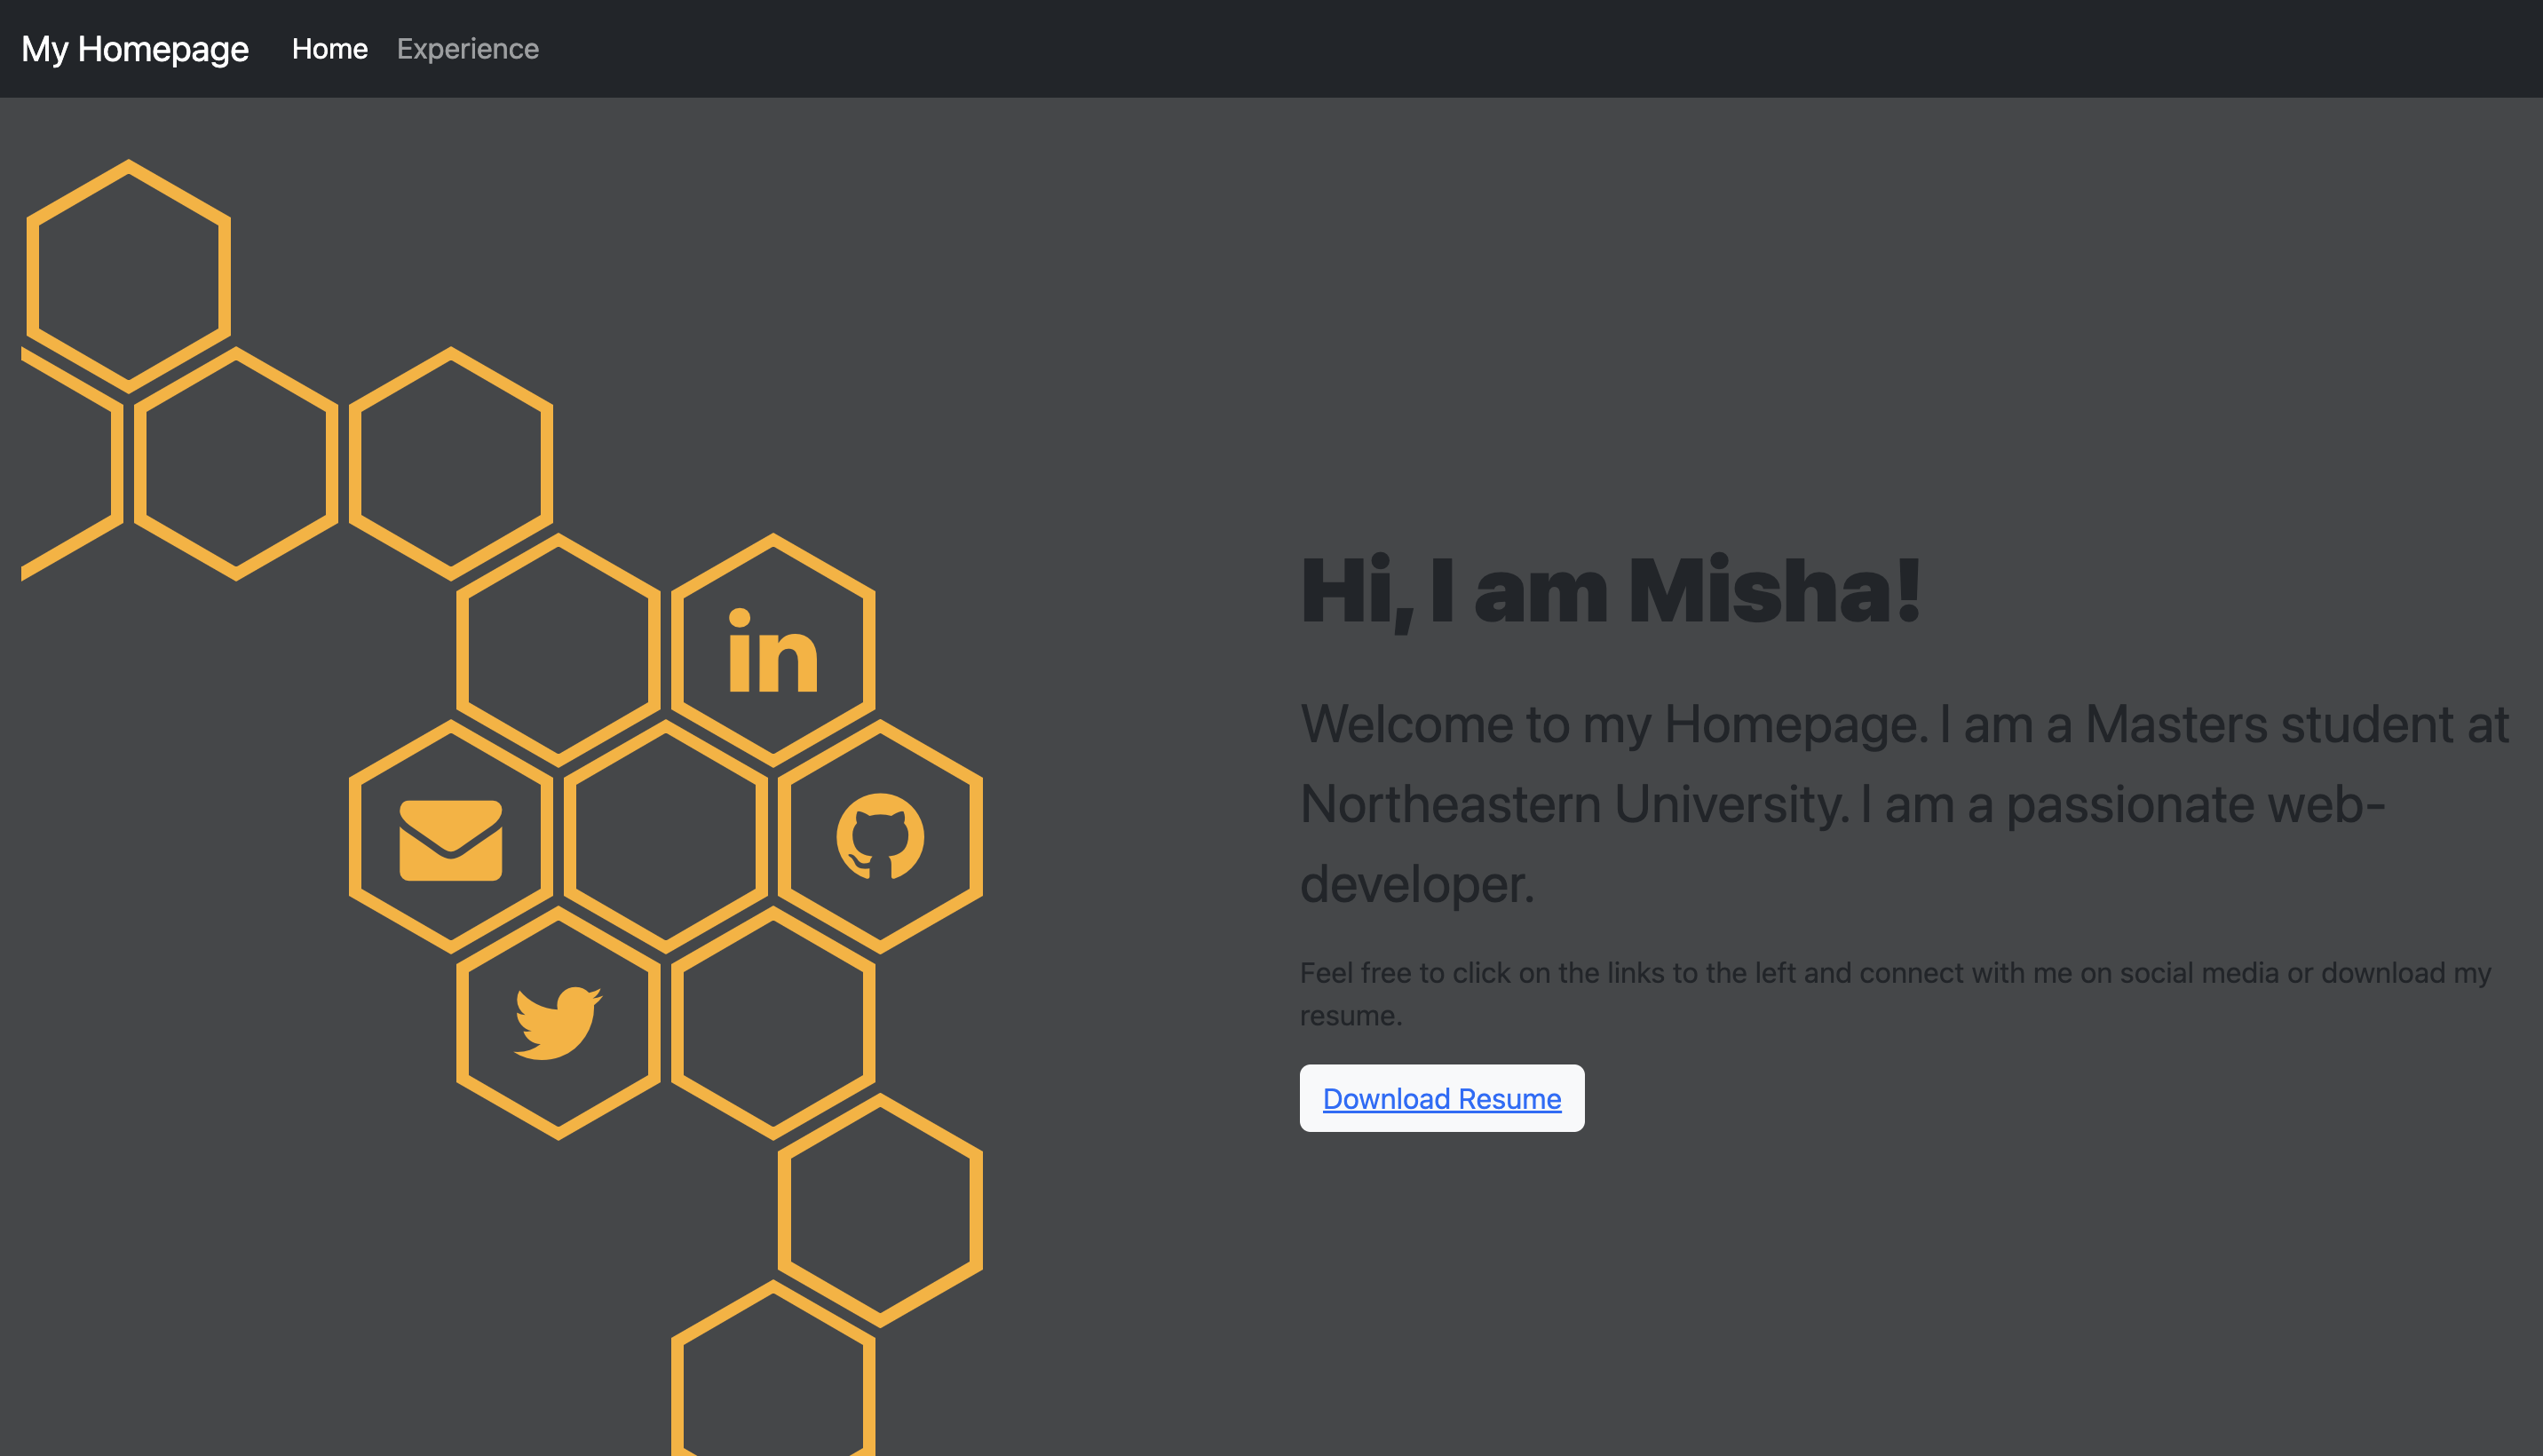 My Homepage Home Experience
in
Hi, I am Misha!
Welcome to my Homepage. I am a Masters student at
Northeastern University. I am a passionate web-
developer.
Feel free to click on the links to the left and connect with me on social media or download my
resume.
Download Resume